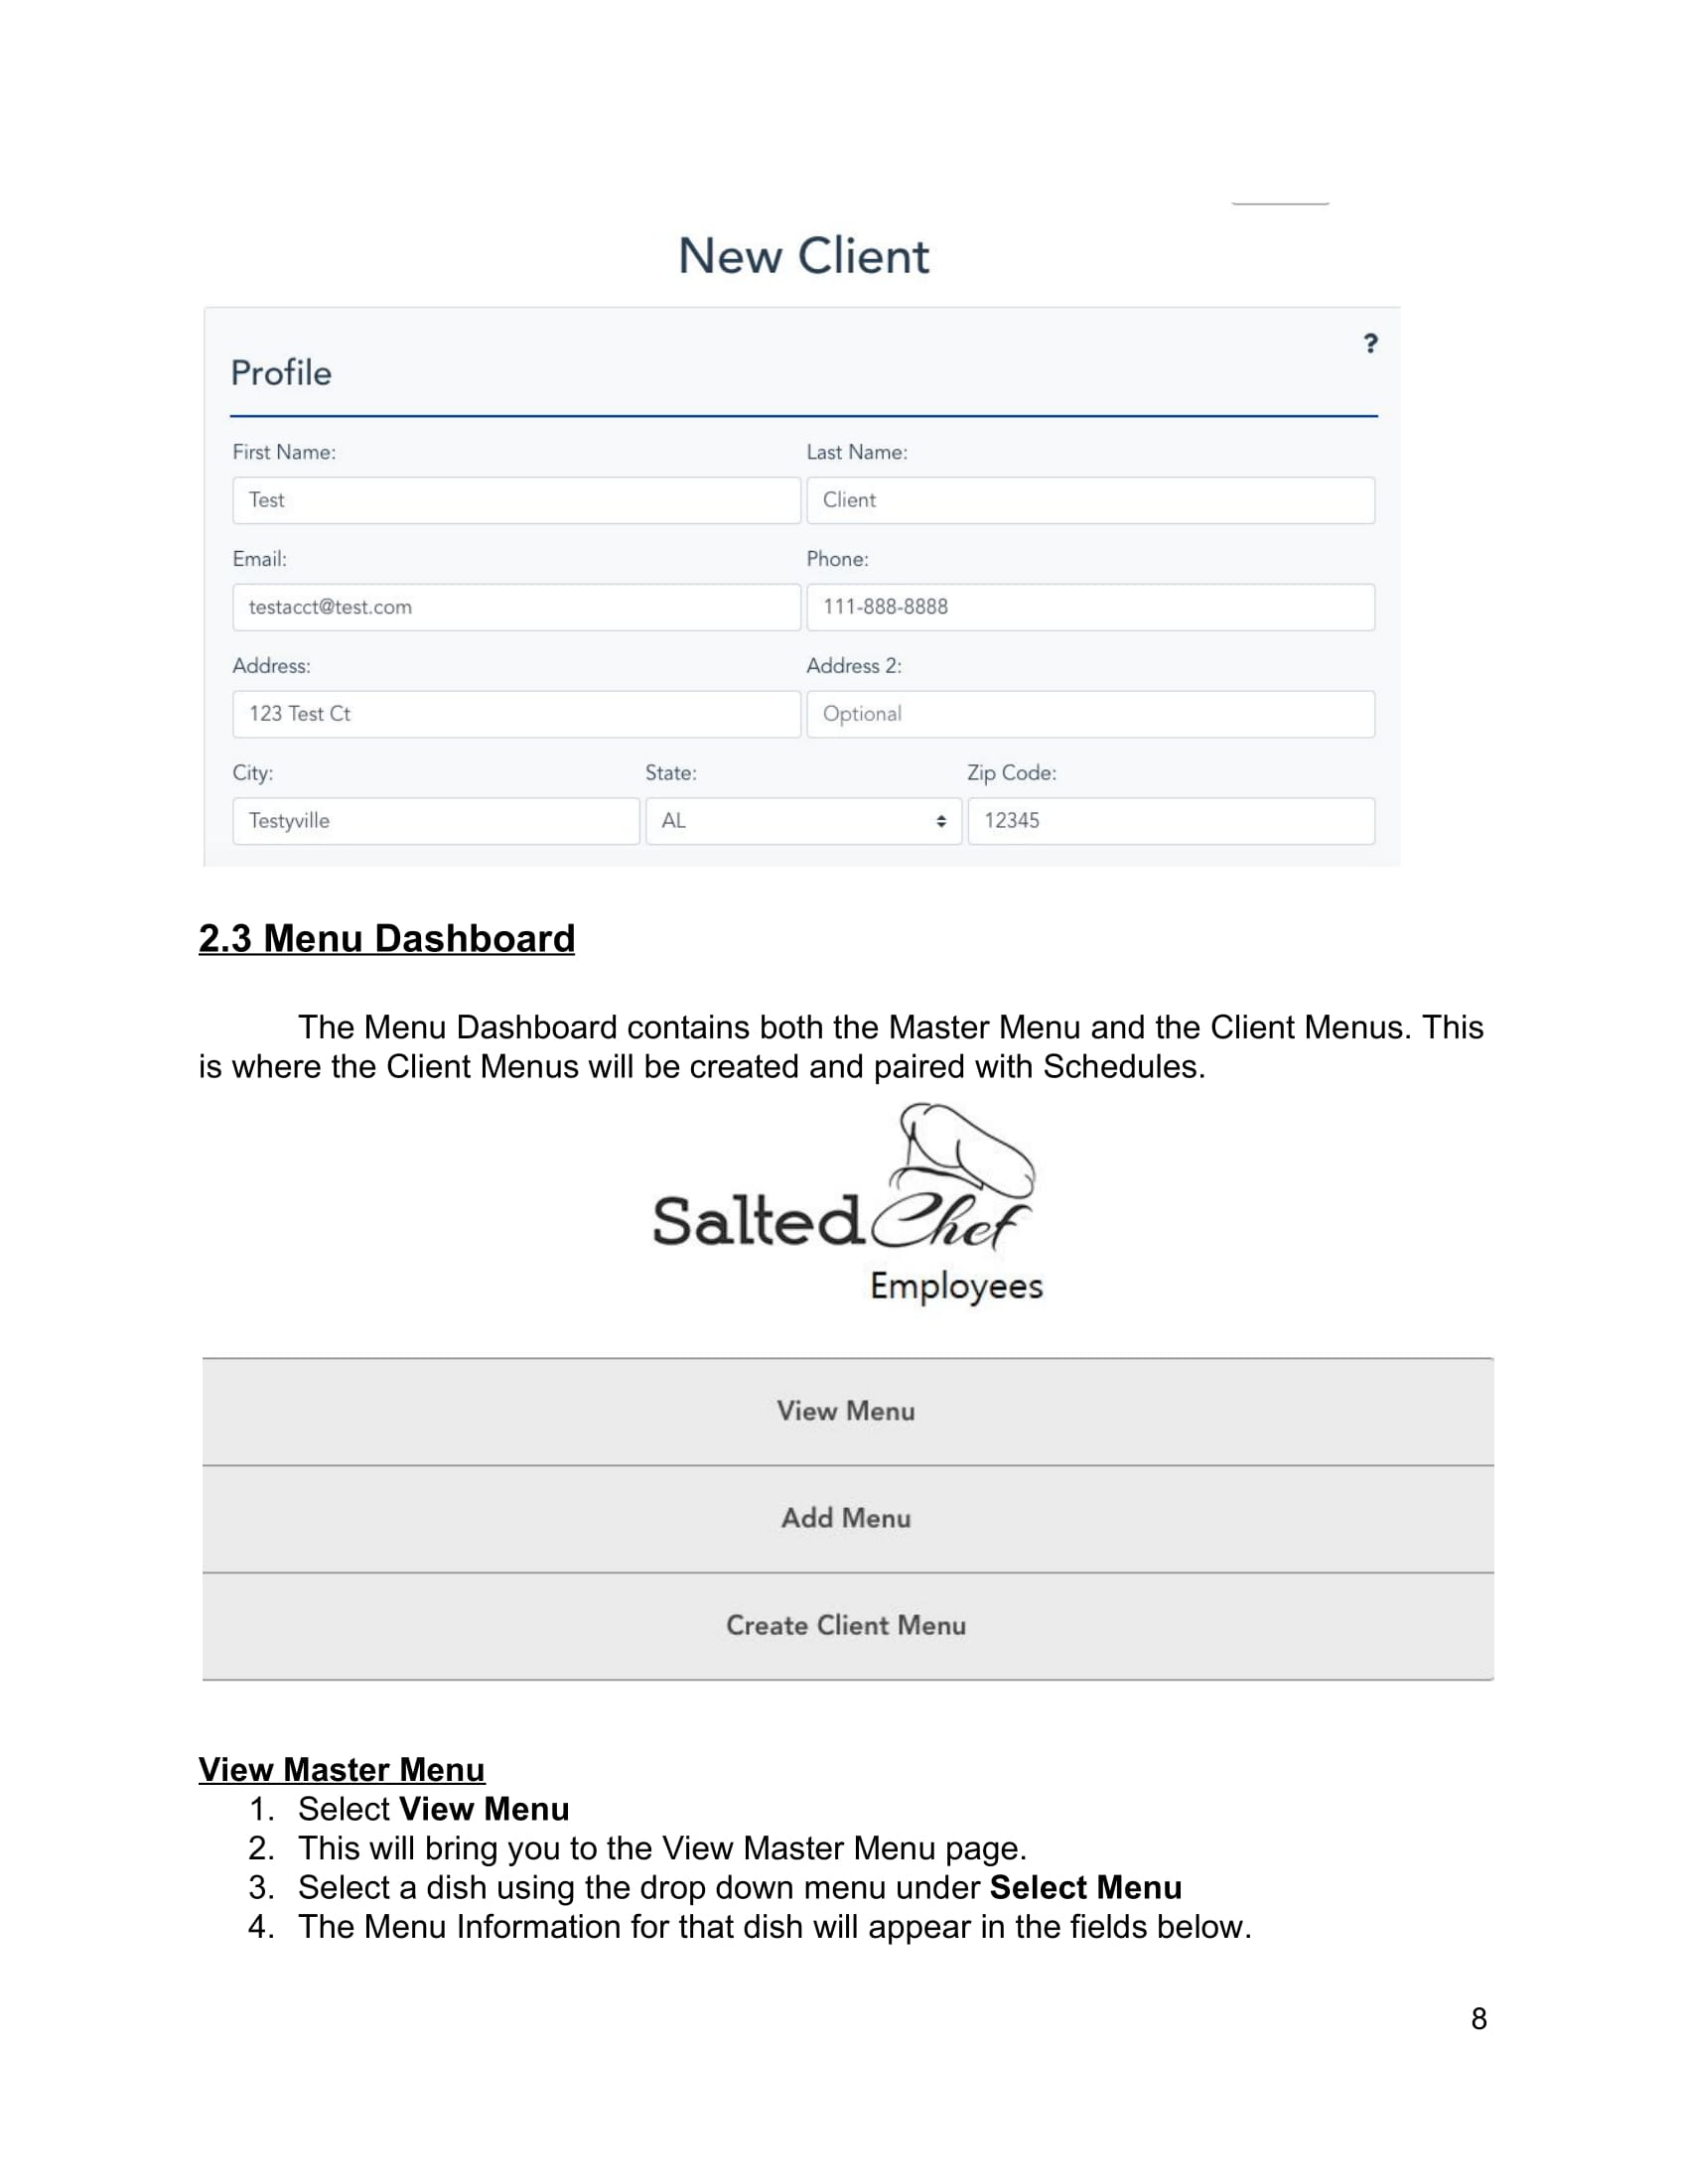 New Client
?
Profile
First Name: Last Name:
Test Client
Email: Phone:
testacct@test.com 111-888-8888
Address: Address 2:
123 Test Ct Optional
City: State: Zip Code:
Testyville AL 12345
2.3 Menu Dashboard
The Menu Dashboard contains both the Master Menu and the Client Menus. This
is where the Client Menus will be created and paired with Schedules.
Salted Chef
Employees
View Menu
Add Menu
Create Client Menu
View Master Menu
1. Select View Menu
2. This will bring you to the View Master Menu page.
3. Select a dish using the drop down menu under Select Menu
4. The Menu Information for that dish will appear in the fields below.
8